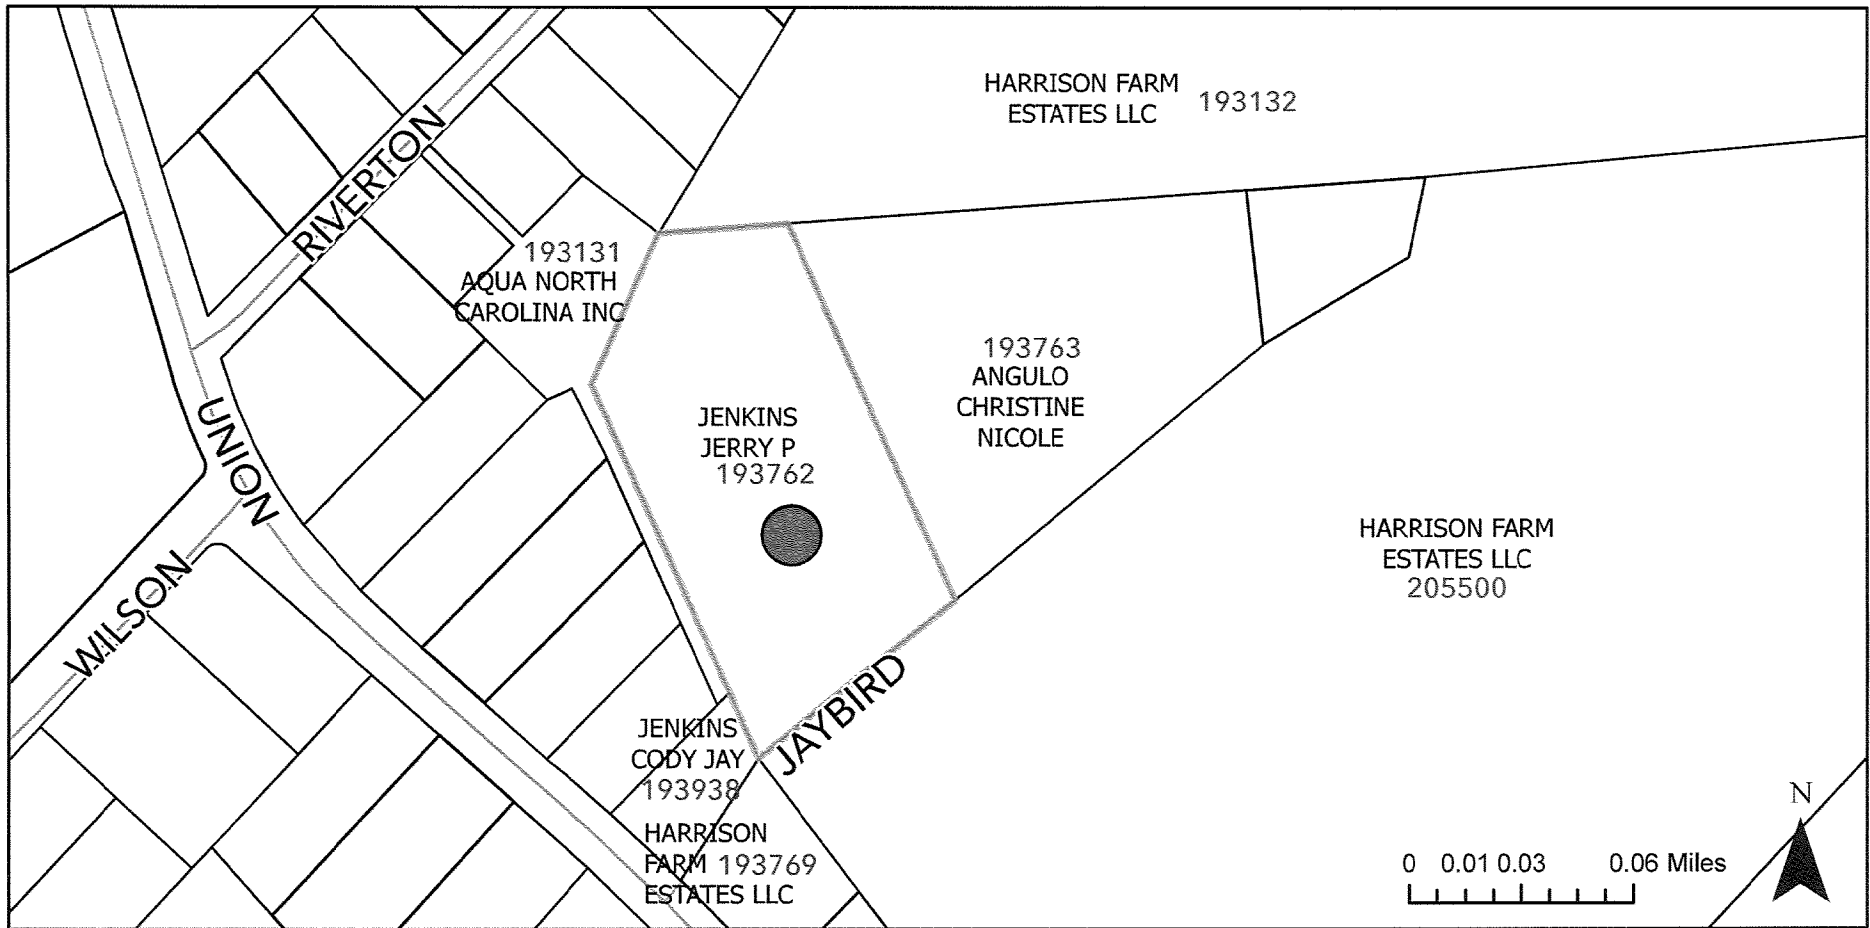 HARRISON FARM
ESTATES LLC 193132
RIVERTON
193131
AQUA NORTH
CAROLINA INC
193763
ANGULO
CHRISTINE
NICOLE
JENKINS
JERRY P
193762
UNION
HARRISON FARM
ESTATES LLC
205500
WILSON
JAYBIRD
JENKINS
CODY JAY
193938
HARRISON
FARM 193769
ESTATES LLC
N
0 0.01 0.03 0.06 Miles